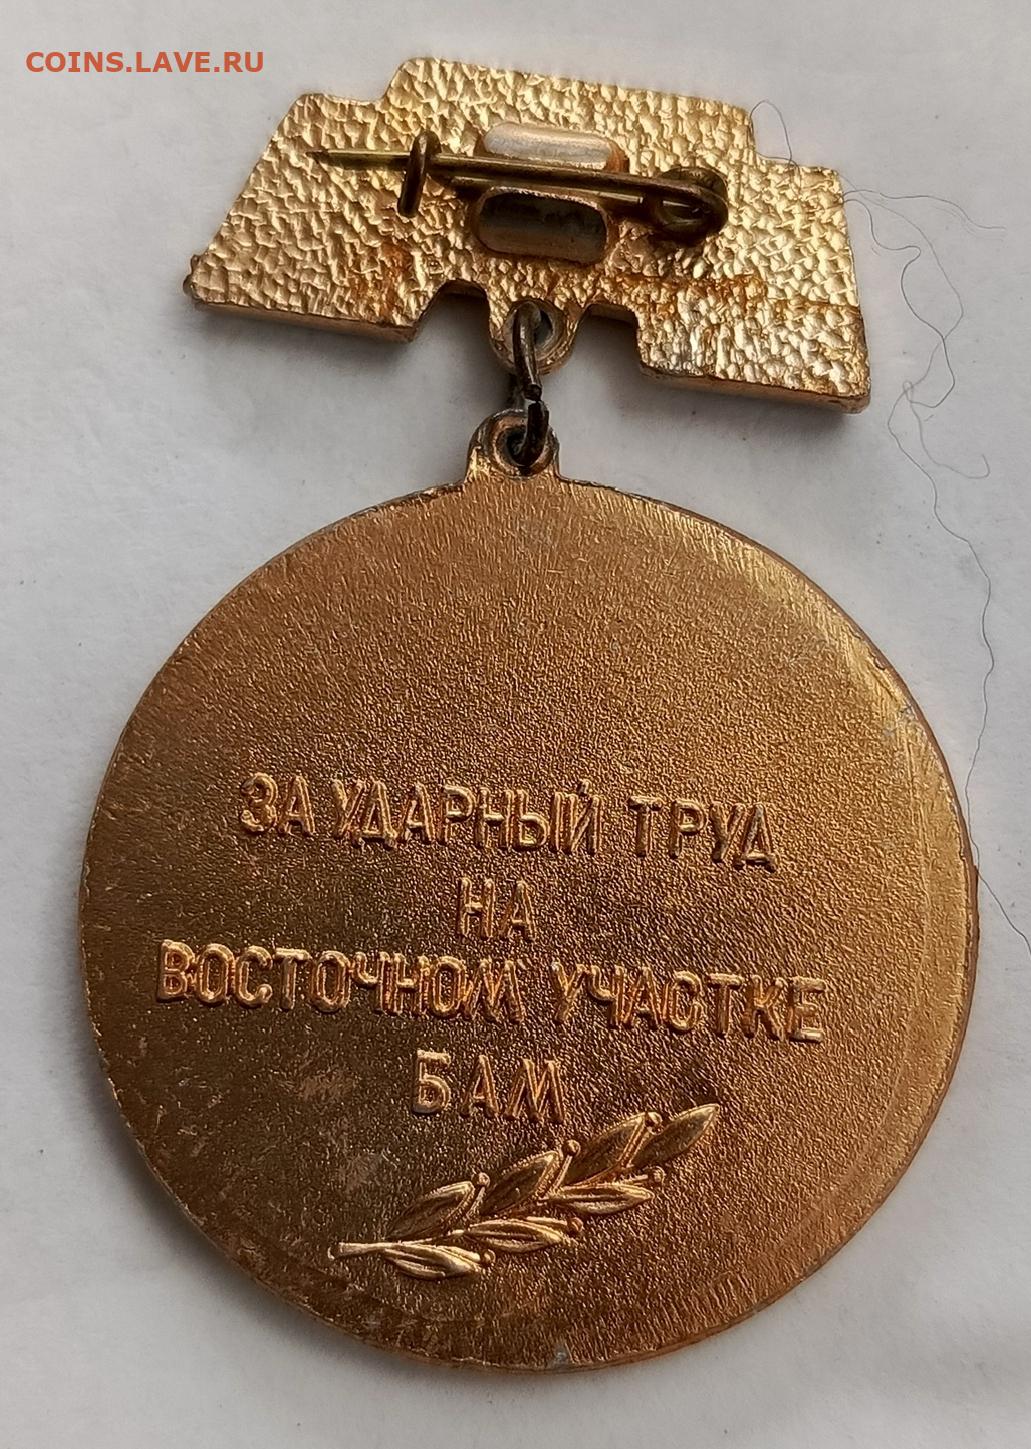 COINS.LAVE.RU
ЗА УДАРНЫЙ ТРУД
НА
ВОСТОЧНОМ УЧАСТКЕ
БАМ